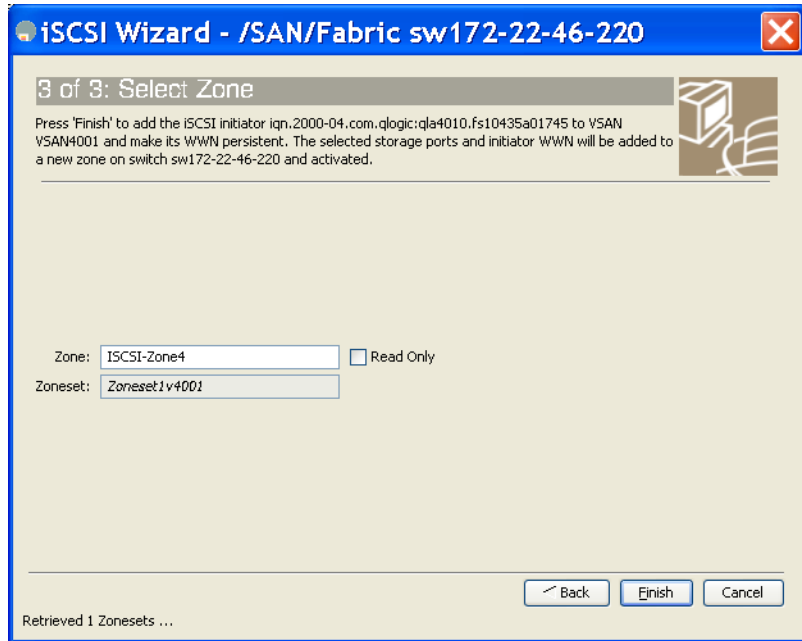 iSCSI Wizard - /SAN/Fabric sw172-22-46-220
3 of 3: Select Zone
Press 'Finish' to add the iSCSI initiator iqn.2000-04.com.qlogic:qla4010.fs10435a01745 to VSAN
VSAN4001 and make its WWN persistent. The selected storage ports and initiator WWN will be added to
a new zone on switch sw172-22-46-220 and activated.
Zone: ISCSI-Zone4 Read Only
Zoneset: Zoneset1v4001
Back Finish Cancel
Retrieved 1 Zonesets ...